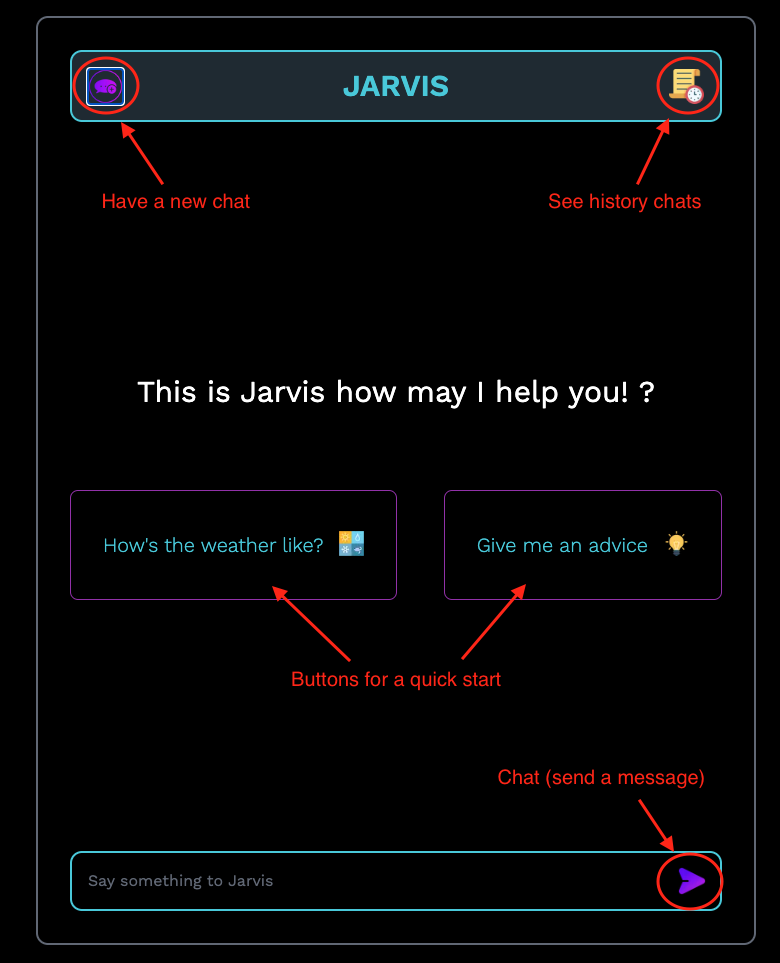 JARVIS
Have a new chat
See history chats
This is Jarvis how may I help you! ?
How's the weather like?
Give me an advice
Buttons for a quick start
Chat (send a message)
Say something to Jarvis